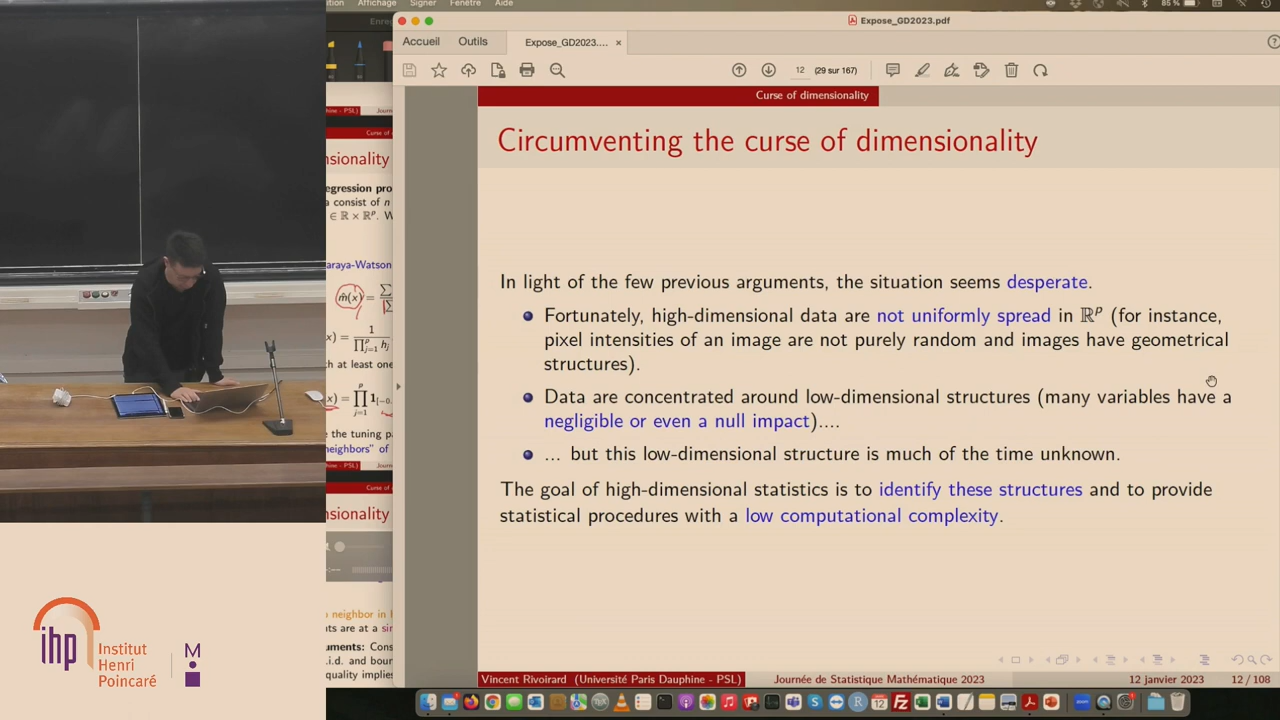 Affichage Signer Fenêtre Aide
85 %
Expose_GD2023.pdf
Accueil Outils Expose_GD2023.... ×
12 (29 sur 167)
Curse of dimensionality
Circumventing the curse of dimensionality
In light of the few previous arguments, the situation seems desperate.
Fortunately, high-dimensional data are not uniformly spread in ℝᵖ (for instance,
pixel intensities of an image are not purely random and images have geometrical
structures).
Data are concentrated around low-dimensional structures (many variables have a
negligible or even a null impact)....
... but this low-dimensional structure is much of the time unknown.
The goal of high-dimensional statistics is to identify these structures and to provide
statistical procedures with a low computational complexity.
Vincent Rivoirard (Université Paris Dauphine - PSL) Journée de Statistique Mathématique 2023 12 janvier 2023 12 / 108
ihp Institut
Henri
Poincaré
M